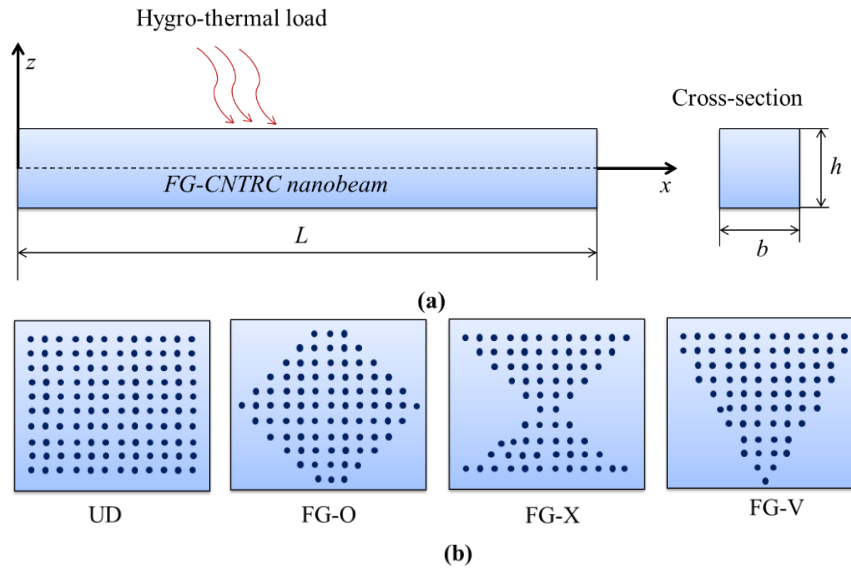 Hygro-thermal load
z
Cross-section
FG-CNTRC nanobeam
x
h
L
b
(a)
UD
FG-O
FG-X
FG-V
(b)